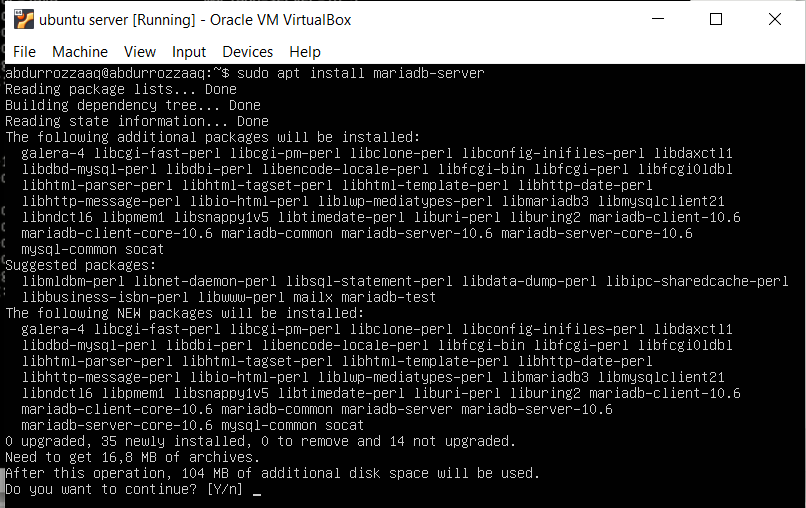 ubuntu server [Running] - Oracle VM VirtualBox
File Machine View Input Devices Help
abdurrozzaaq@abdurrozzaaq:~$ sudo apt install mariadb-server
Reading package lists... Done
Building dependency tree... Done
Reading state information... Done
The following additional packages will be installed:
  galera-4 libcgi-fast-perl libcgi-pm-perl libclone-perl libconfig-inifiles-perl libdaxctl1
  libdbd-mysql-perl libdbi-perl libencode-locale-perl libfcgi-bin libfcgi-perl libfcgi0ldbl
  libhtml-parser-perl libhtml-tagset-perl libhtml-template-perl libhttp-date-perl
  libhttp-message-perl libio-html-perl liblwp-mediatypes-perl libmariadb3 libmysqlclient21
  libndctl6 libpmem1 libsnappy1v5 libtimedate-perl liburi-perl liburing2 mariadb-client-10.6
  mariadb-client-core-10.6 mariadb-common mariadb-server-10.6 mariadb-server-core-10.6
  mysql-common socat
Suggested packages:
  libmldbm-perl libnet-daemon-perl libsql-statement-perl libdata-dump-perl libipc-sharedcache-perl
  libbusiness-isbn-perl libwww-perl mailx mariadb-test
The following NEW packages will be installed:
  galera-4 libcgi-fast-perl libcgi-pm-perl libclone-perl libconfig-inifiles-perl libdaxctl1
  libdbd-mysql-perl libdbi-perl libencode-locale-perl libfcgi-bin libfcgi-perl libfcgi0ldbl
  libhtml-parser-perl libhtml-tagset-perl libhtml-template-perl libhttp-date-perl
  libhttp-message-perl libio-html-perl liblwp-mediatypes-perl libmariadb3 libmysqlclient21
  libndctl6 libpmem1 libsnappy1v5 libtimedate-perl liburi-perl liburing2 mariadb-client-10.6
  mariadb-client-core-10.6 mariadb-common mariadb-server mariadb-server-10.6
  mariadb-server-core-10.6 mysql-common socat
0 upgraded, 35 newly installed, 0 to remove and 14 not upgraded.
Need to get 16,8 MB of archives.
After this operation, 104 MB of additional disk space will be used.
Do you want to continue? [Y/n] _